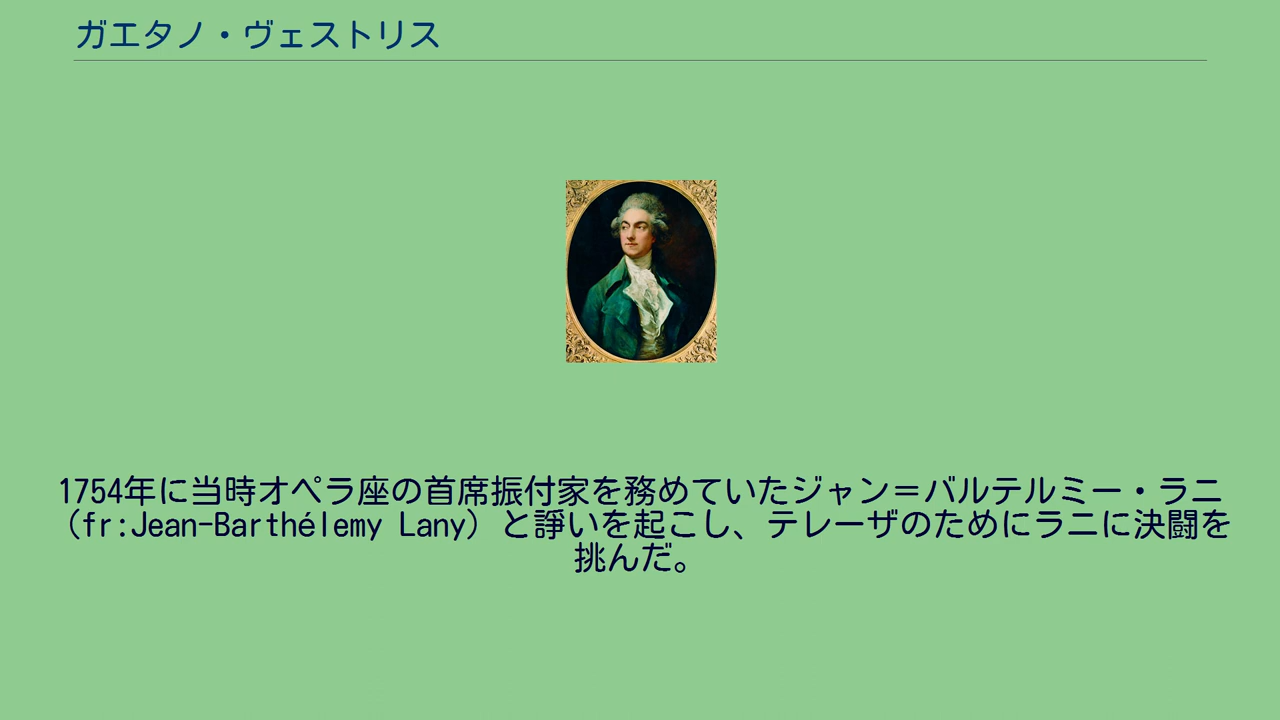 ガエタノ・ヴェストリス
1754年に当時オペラ座の首席振付家を務めていたジャン＝バルテルミー・ラニ
（fr:Jean-Barthélemy Lany）と諍いを起こし、テレーザのためにラニに決闘を
挑んだ。